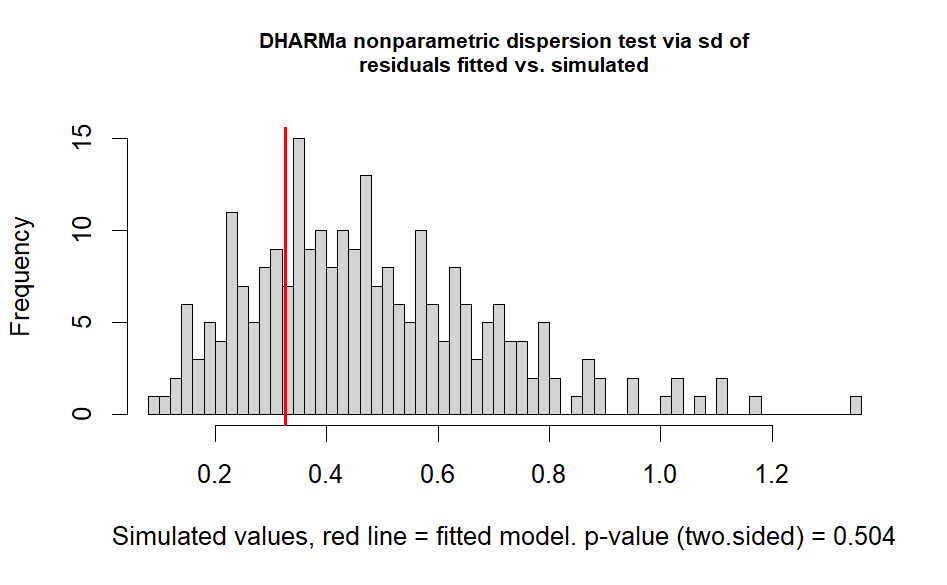 DHARMa nonparametric dispersion test via sd of
residuals fitted vs. simulated
Frequency
15
10
5
0
0.2 0.4 0.6 0.8 1.0 1.2
Simulated values, red line = fitted model. p-value (two.sided) = 0.504